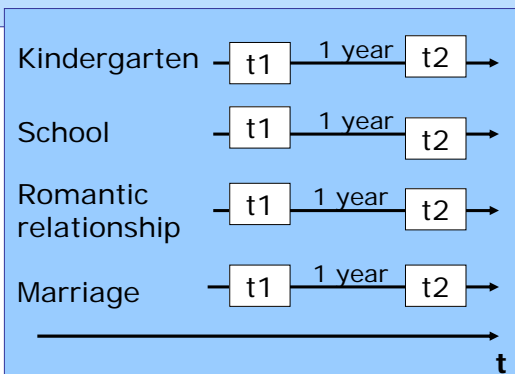 Kindergarten t1 1 year t2
School t1 1 year t2
Romantic
relationship t1 1 year t2
Marriage t1 1 year t2
t